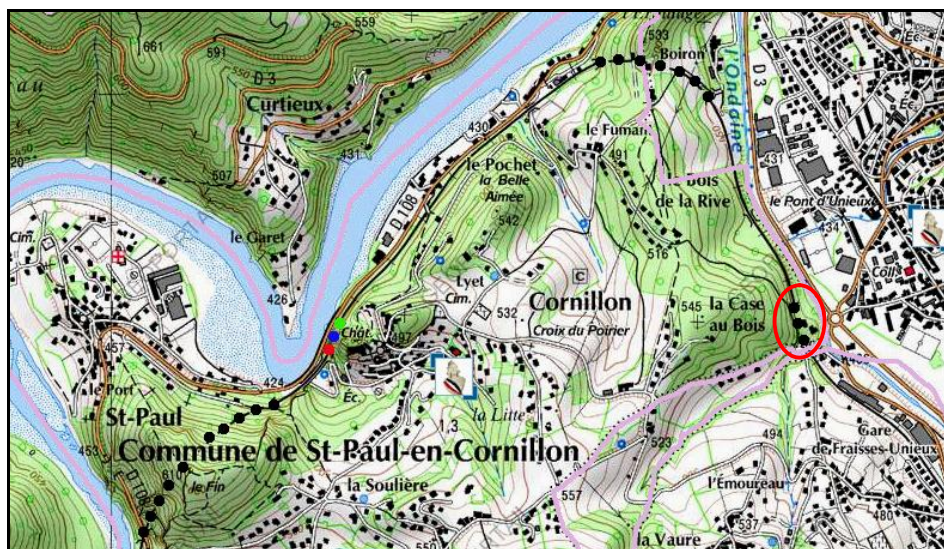 559
l'Ondaine
661
591
550
D 3
Éc.
533
Boiron
D 3
Curtieux
430
le Fuman
491
431
le Pochet
la Belle
Aimée
431
Bois
de la Rive
507
D 108
542
le Pont d'Unieux
434
le Garet
516
Cim.
Lyet
Cim.
C
Coll.
426
532
Cornillon
545
la Case
au Bois
Chât.
497
Croix du Poirier
457
424
le Port
Éc.
St-Paul
la Litte
1,3
453
Commune de St-Paul-en-Cornillon
523
494
Gare
de Fraisses-Unieux
le Fin
la Soulière
557
l'Emoureau
480
537
550
la Vaure